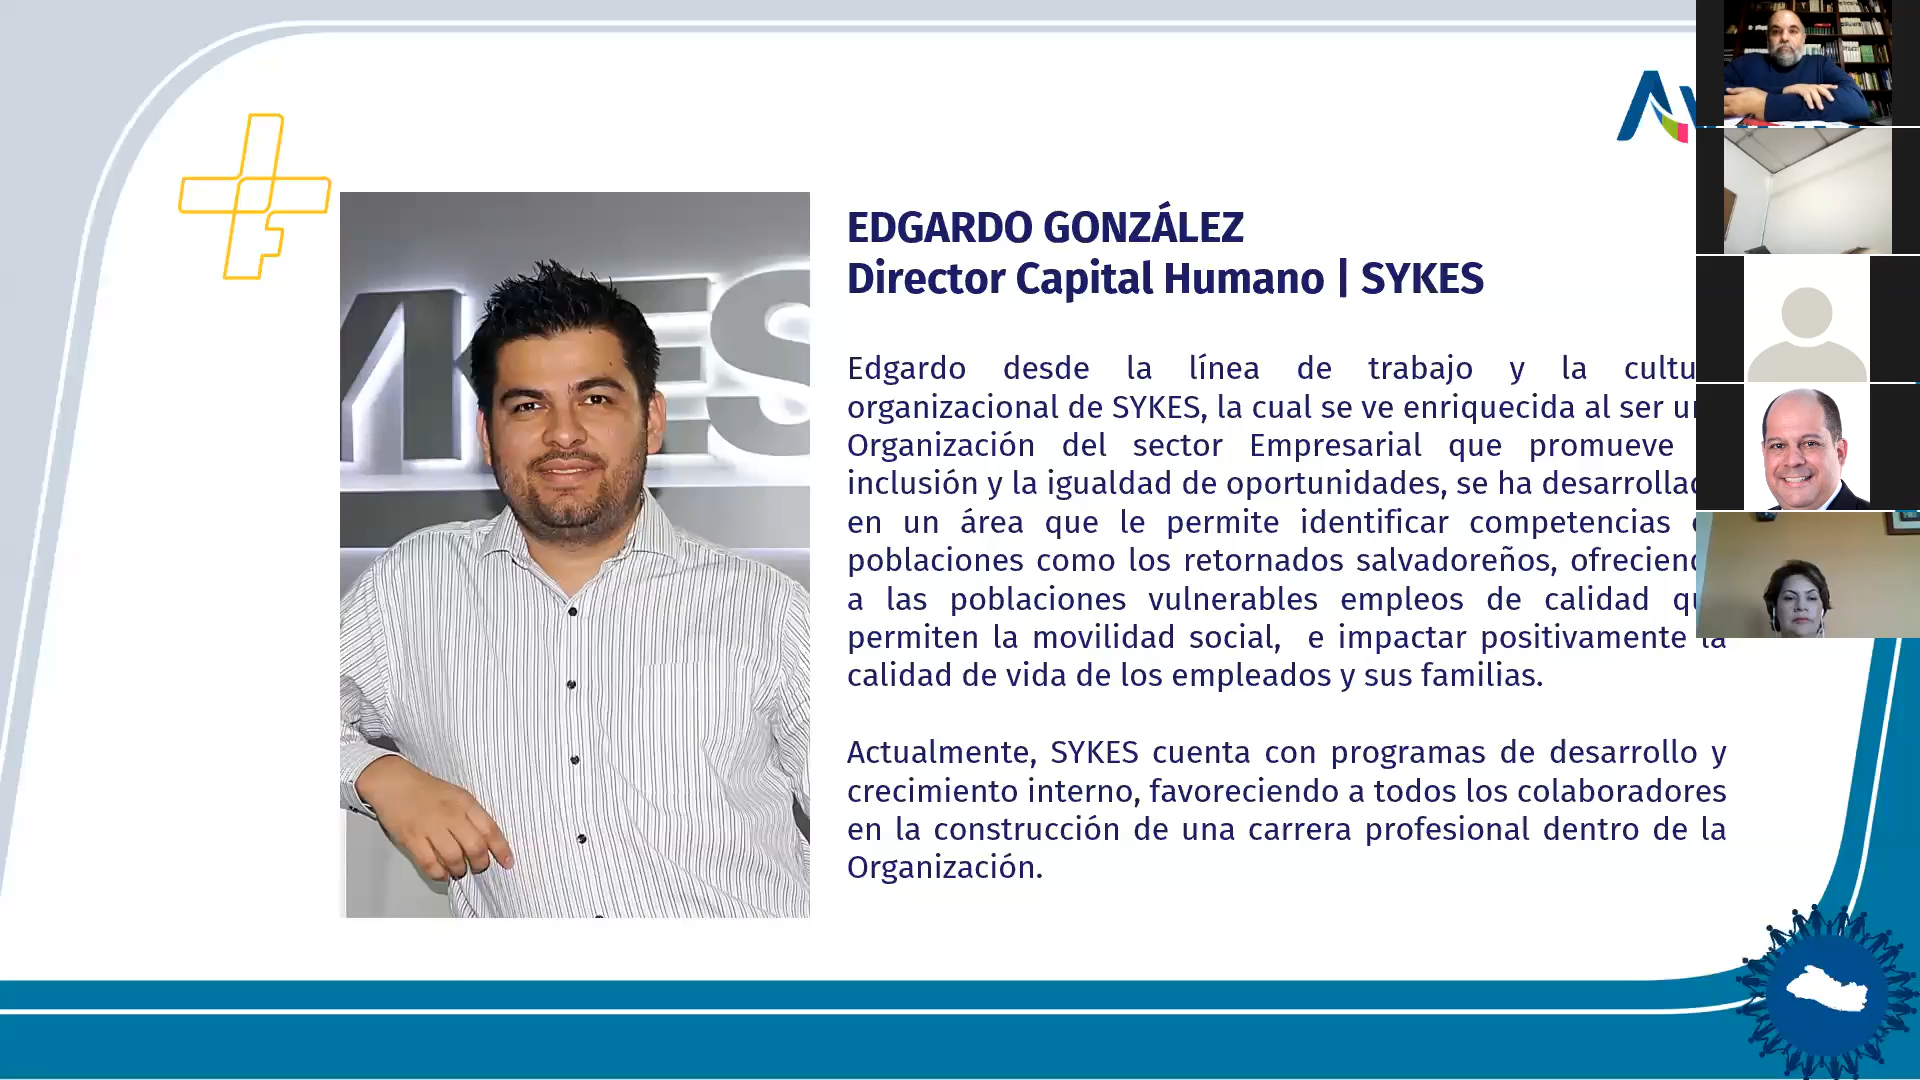 EDGARDO GONZÁLEZ
Director Capital Humano | SYKES
Edgardo desde la línea de trabajo y la
organizacional de SYKES, la cual se ve enriquecida al ser
Organización del sector Empresarial que promueve
inclusión y la igualdad de oportunidades, se ha
en un área que le permite identificar competencias
poblaciones como los retornados salvadoreños,
a las poblaciones vulnerables empleos de calidad
permiten la movilidad social, e impactar positivamente la
calidad de vida de los empleados y sus familias.
Actualmente, SYKES cuenta con programas de desarrollo y
crecimiento interno, favoreciendo a todos los colaboradores
en la construcción de una carrera profesional dentro de la
Organización.